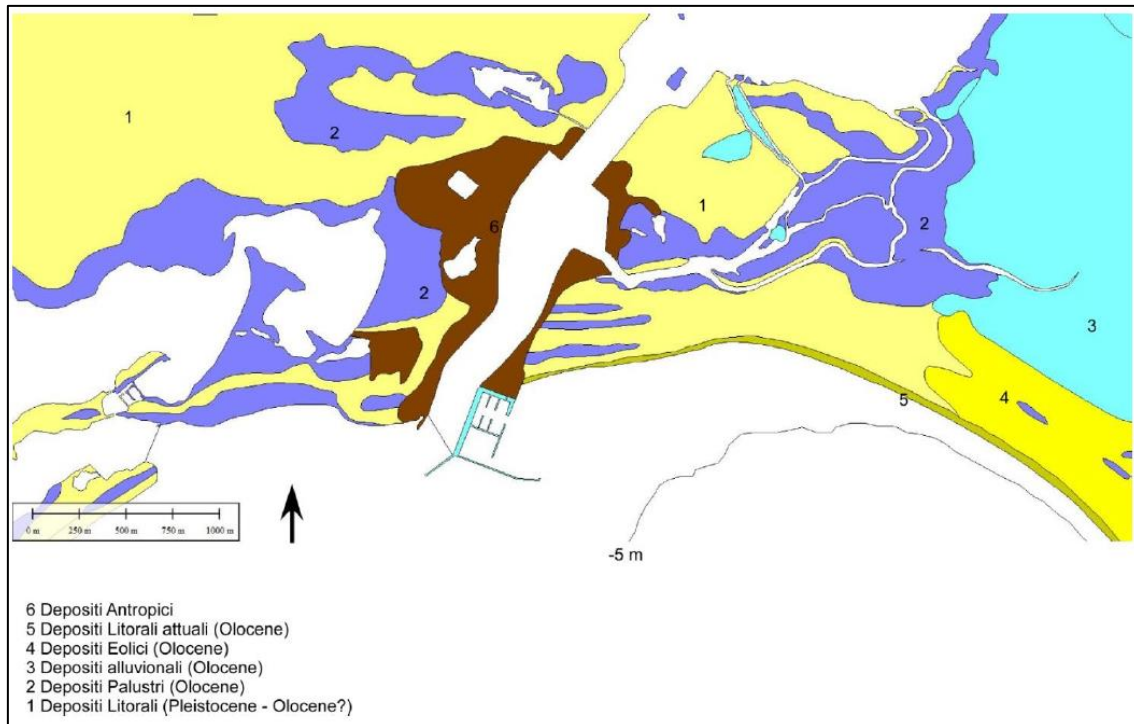 1
2
1
6
2
2
3
4
5
0 m 250 m 500 m 750 m 1000 m
-5 m
6 Depositi Antropici
5 Depositi Litorali attuali (Olocene)
4 Depositi Eolici (Olocene)
3 Depositi alluvionali (Olocene)
2 Depositi Palustri (Olocene)
1 Depositi Litorali (Pleistocene - Olocene?)